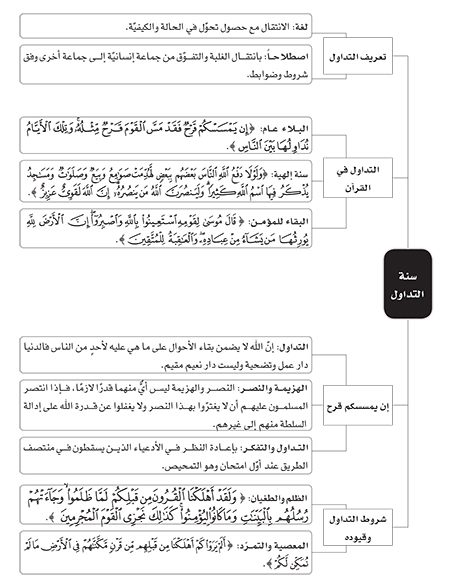 سنة
التداول
تعريف التداول
لغة: الانتقال مع حصول تحوّل في الحالة والكيفيّة.
اصطلاحاً: بانتقال الغلبة والتفوّق من جماعة إنسانيّة إلى جماعة أخرى وفق
شروط وضوابط.
التداول في
القرآن
البلاء عام: ﴿إِن يَمْسَسْكُمْ قَرْحٌ فَقَدْ مَسَّ الْقَوْمَ قَرْحٌ مِّثْلُهُ وَتِلْكَ الْأَيَّامُ
نُدَاوِلُهَا بَيْنَ النَّاسِ﴾.
سنة إلهية: ﴿وَلَوْلَا دَفْعُ اللَّهِ النَّاسَ بَعْضَهُم بِبَعْضٍ لَّهُدِّمَتْ صَوَامِعُ وَبِيَعٌ وَصَلَوَاتٌ وَمَسَاجِدُ
يُذْكَرُ فِيهَا اسْمُ اللَّهِ كَثِيرًا وَلَيَنصُرَنَّ اللَّهُ مَن يَنصُرُهُ إِنَّ اللَّهَ لَقَوِيٌّ عَزِيزٌ﴾.
البقاء للمؤمن: ﴿قَالَ مُوسَىٰ لِقَوْمِهِ اسْتَعِينُوا بِاللَّهِ وَاصْبِرُوا إِنَّ الْأَرْضَ لِلَّهِ
يُورِثُهَا مَن يَشَاءُ مِنْ عِبَادِهِ وَالْعَاقِبَةُ لِلْمُتَّقِينَ﴾.
إن يمسسكم قرح
التداول: إنّ الله لا يضمن بقاء الأحوال على ما هي عليه لأحدٍ من الناس فالدنيا
دار عمل وتضحية وليست دار نعيم مقيم.
الهزيمة والنصر: النصر والهزيمة ليس أيٌّ منهما قدرًا لازمًا، فإذا انتصر
المسلمون عليهم أن لا يغترّوا بهذا النصر ولا يغفلوا عن قدرة الله على إدالة
السلطة منهم إلى غيرهم.
التداول والتفكر: بإعادة النظر في الأدعياء الذين يسقطون في منتصف
الطريق عند أوّل امتحان وهو التمحيص.
شروط التداول
وقيوده
الظلم والطغيان: ﴿وَلَقَدْ أَهْلَكْنَا الْقُرُونَ مِن قَبْلِكُمْ لَمَّا ظَلَمُوا وَجَاءَتْهُمْ
رُسُلُهُم بِالْبَيِّنَاتِ وَمَا كَانُوا لِيُؤْمِنُوا كَذَٰلِكَ نَجْزِي الْقَوْمَ الْمُجْرِمِينَ﴾.
المعصية والتمرّد: ﴿أَلَمْ يَرَوْا كَمْ أَهْلَكْنَا مِن قَبْلِهِم مِّن قَرْنٍ مَّكَّنَّاهُمْ فِي الْأَرْضِ مَا لَمْ
نُمَكِّن لَّكُمْ﴾.